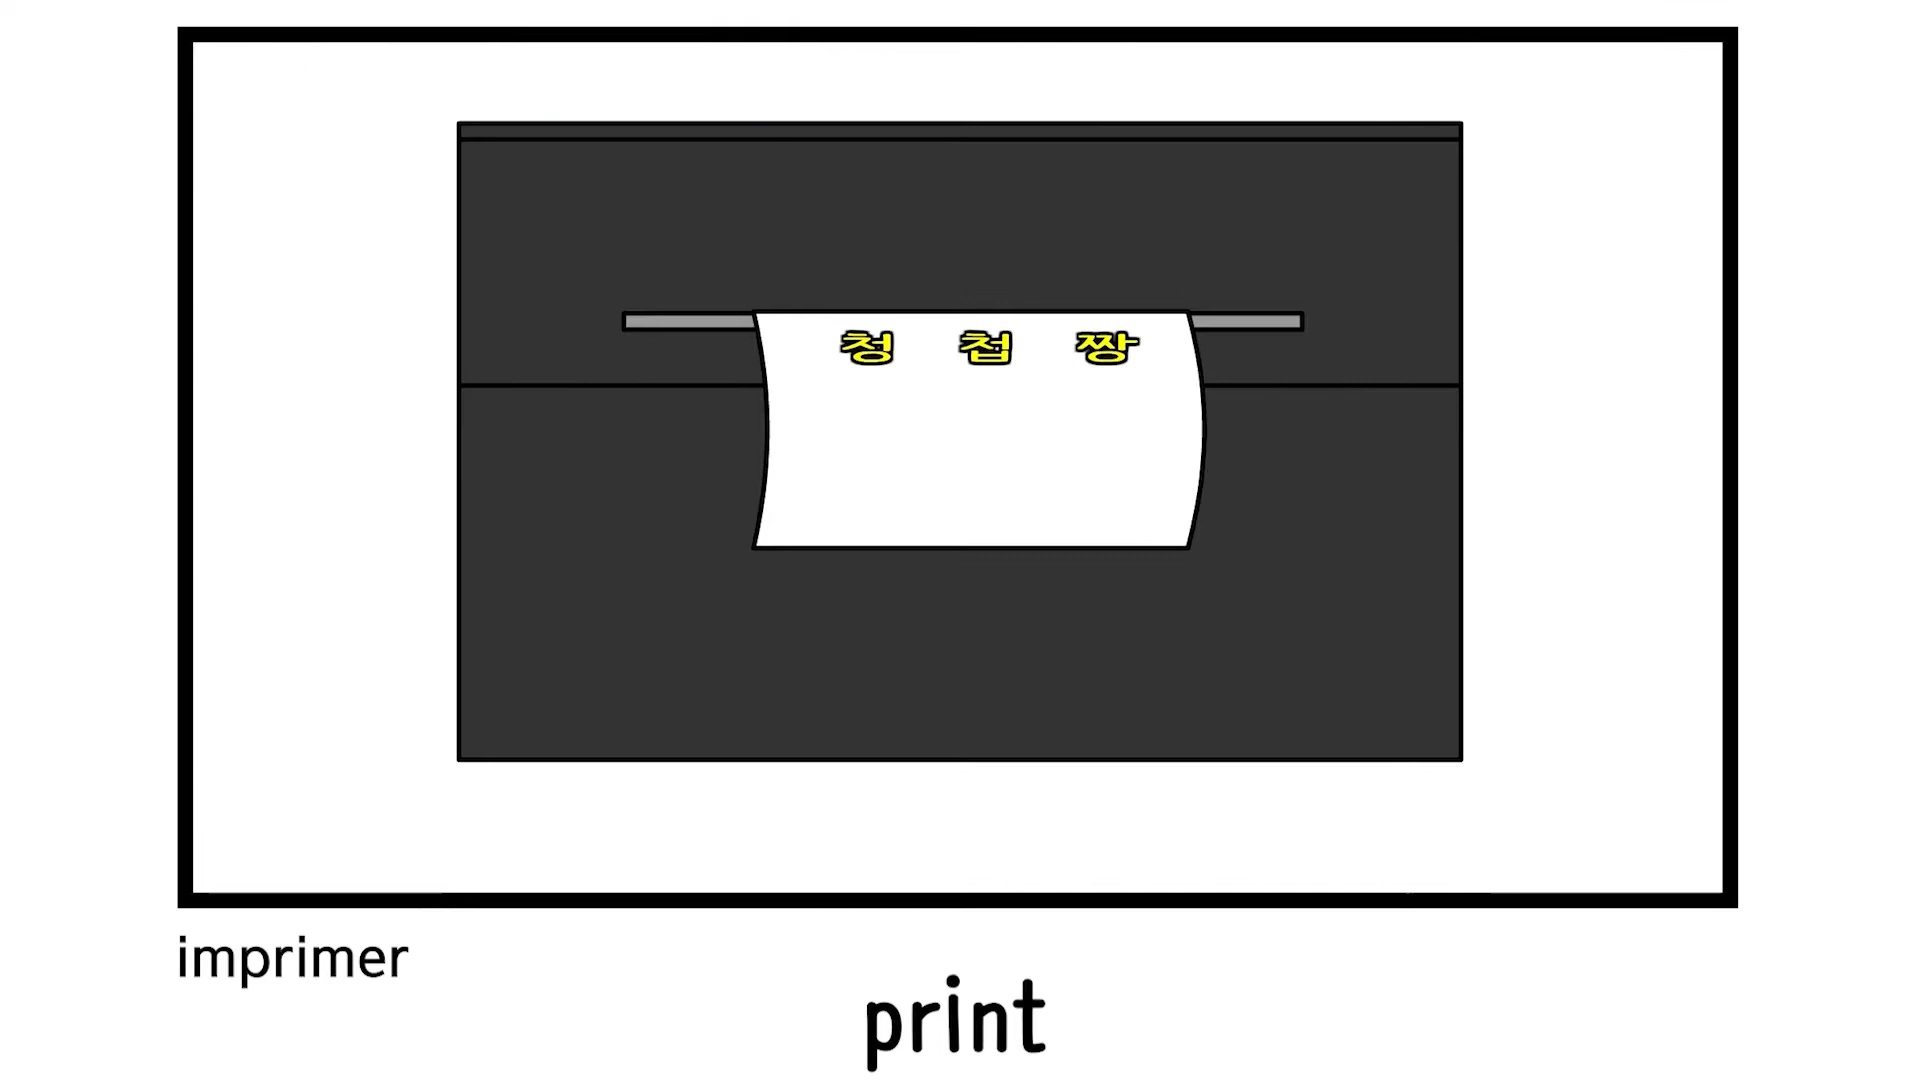 청 첩 짱
imprimer
print